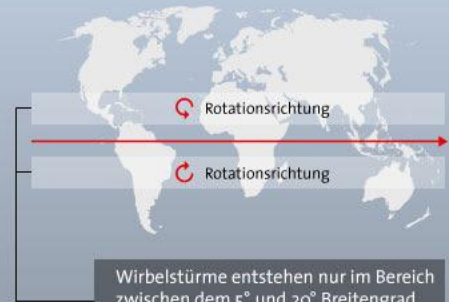 Rotationsrichtung
Rotationsrichtung
Wirbelstürme entstehen nur im Bereich
zwischen dem 5° und 20° Breitengrad